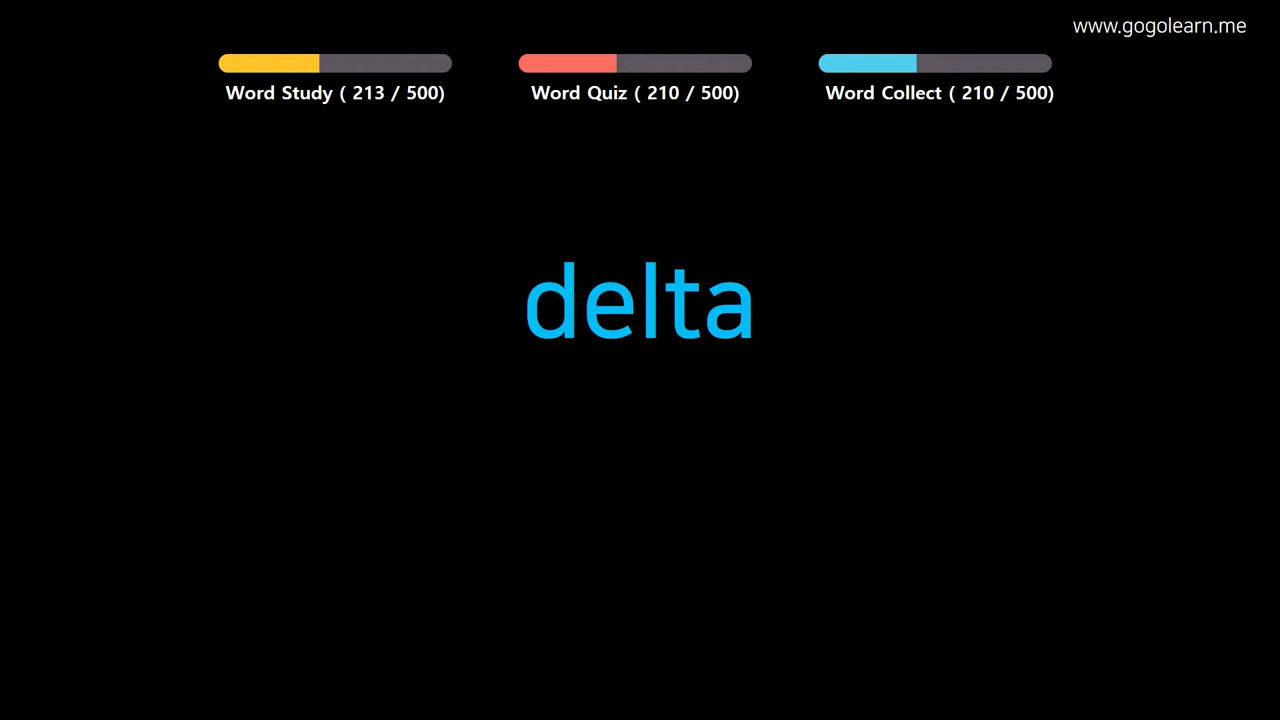 www.gogolearn.me
Word Study ( 213 / 500)
Word Quiz ( 210 / 500)
Word Collect ( 210 / 500)
delta